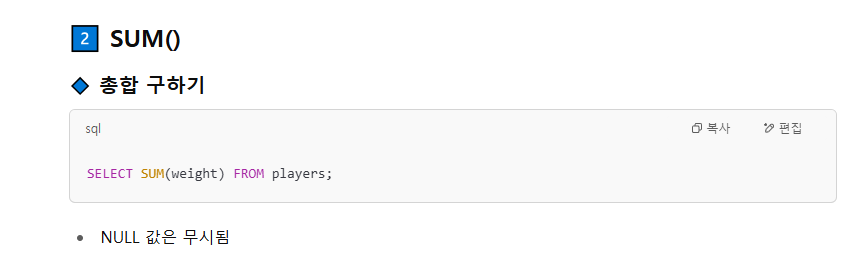 2 SUM()
총합 구하기
sql 복사 편집
SELECT SUM(weight) FROM players;
NULL 값은 무시됨